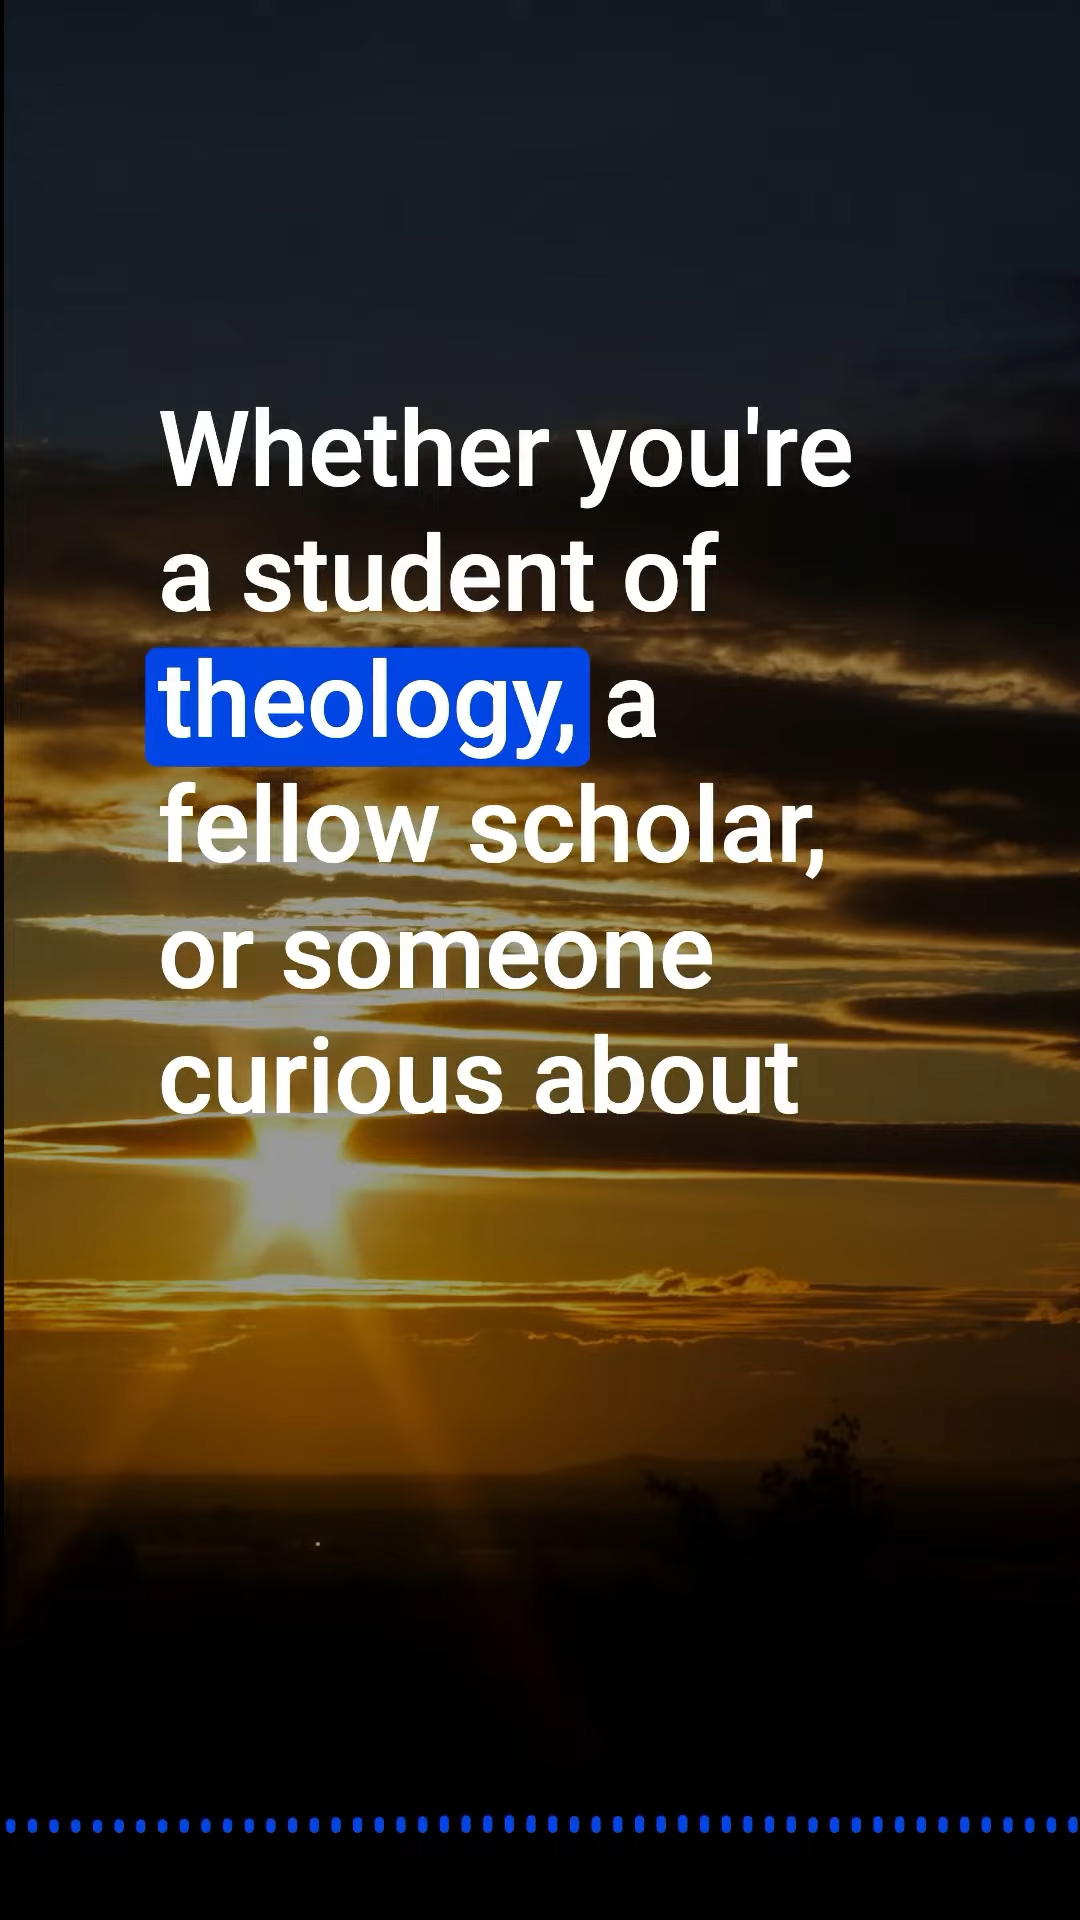 Whether you're
a student of
theology, a
fellow scholar,
or someone
curious about